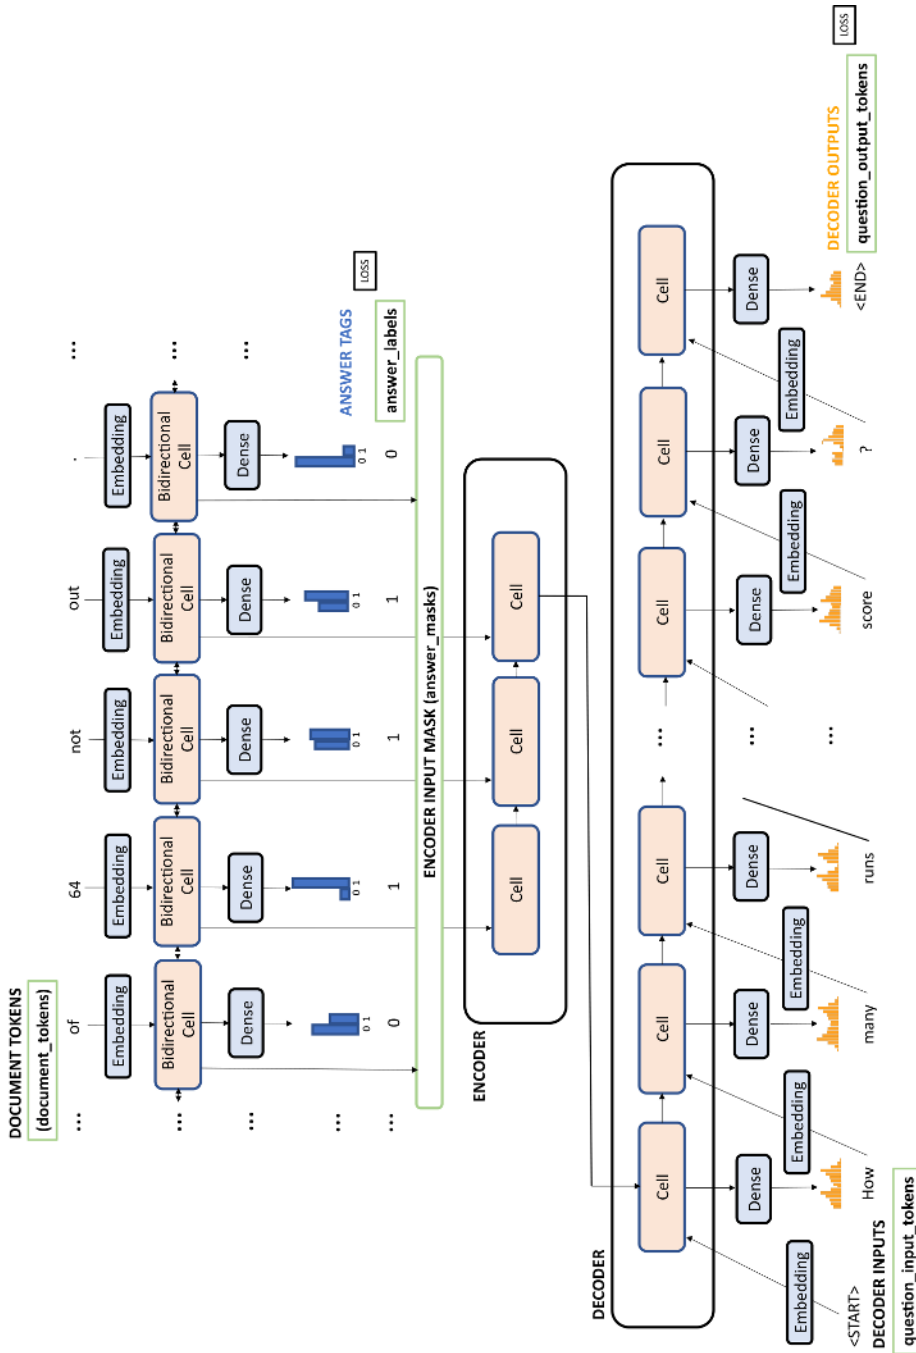 DOCUMENT TOKENS
(document_tokens)
... of 64 not out . ...
Embedding Embedding Embedding Embedding Embedding
... Bidirectional Cell Bidirectional Cell Bidirectional Cell Bidirectional Cell Bidirectional Cell ...
... Dense Dense Dense Dense Dense ...
ANSWER TAGS
LOSS
... 0 1 0 1 0 1 0 1 0 1
... 0 1 1 1 0
answer_labels
ENCODER INPUT MASK (answer_masks)
ENCODER
Cell Cell Cell
DECODER
Cell Cell Cell ... Cell Cell Cell
Dense Dense Dense ... Dense Dense Dense
Embedding Embedding Embedding Embedding Embedding
DECODER OUTPUTS
LOSS
question_output_tokens
<START> How many runs ... score ? <END>
DECODER INPUTS
question_input_tokens